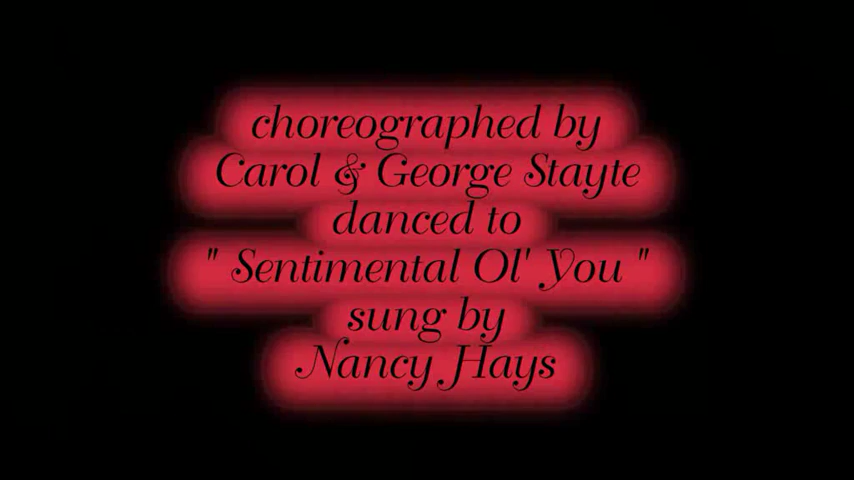 choreographed by
Carol & George Stayte
danced to
" Sentimental Ol' You "
sung by
Nancy Hays